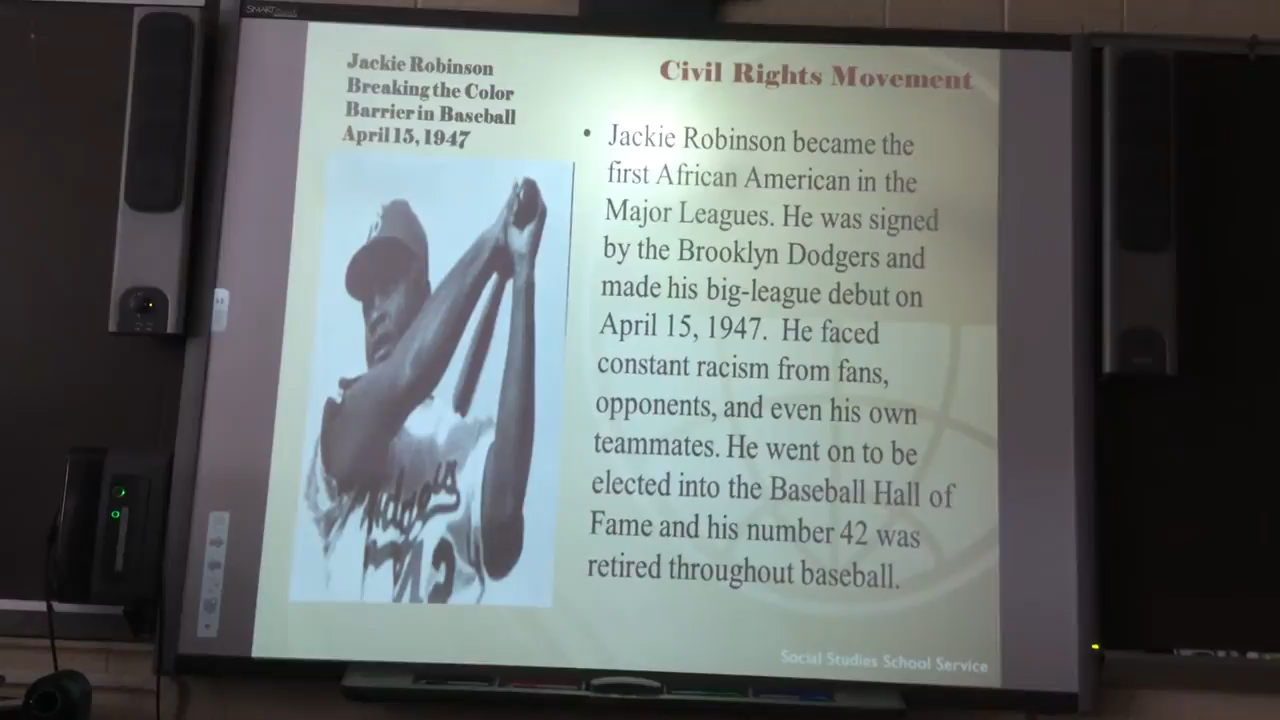 SMART
Jackie Robinson
Breaking the Color
Barrier in Baseball
April 15, 1947
Civil Rights Movement
• Jackie Robinson became the
first African American in the
Major Leagues. He was signed
by the Brooklyn Dodgers and
made his big-league debut on
April 15, 1947. He faced
constant racism from fans,
opponents, and even his own
teammates. He went on to be
elected into the Baseball Hall of
Fame and his number 42 was
retired throughout baseball.
Dodgers
42
Social Studies School Service